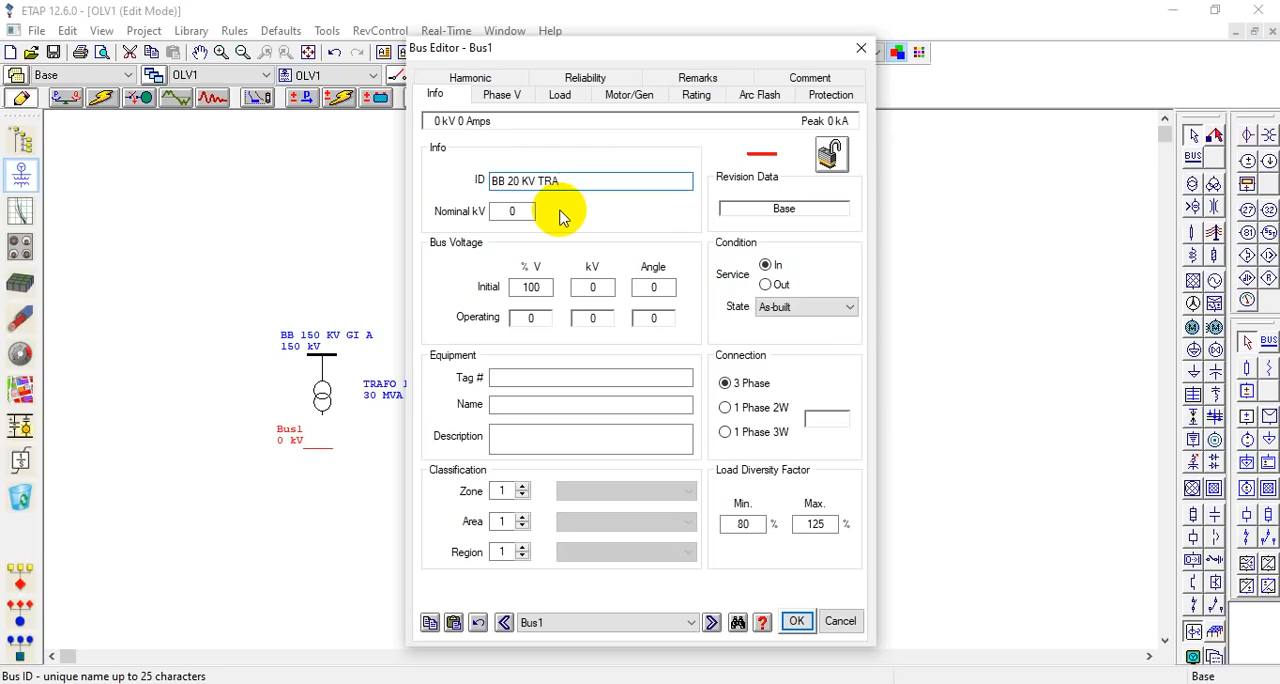 ETAP 12.6.0 - [OLV1 (Edit Mode)]
File Edit View Project Library Rules Defaults Tools RevControl Real-Time Window Help
Base OLV1 OLV1
Bus Editor - Bus1
Harmonic Reliability Remarks Comment
Info Phase V Load Motor/Gen Rating Arc Flash Protection
0 kV 0 Amps Peak 0 kA
Info
ID BB 20 KV TRA
Nominal kV 0
Revision Data
Base
Bus Voltage
% V kV Angle
Initial 100 0 0
Operating 0 0 0
Condition
Service In
Out
State As-built
Equipment
Tag #
Name
Description
Connection
3 Phase
1 Phase 2W
1 Phase 3W
Classification
Zone 1
Area 1
Region 1
Load Diversity Factor
Min. Max.
80 % 125 %
Bus1 OK Cancel
BB 150 KV GI A
150 kV
TRAFO
30 MVA
Bus1
0 kV
BUS
BUS
Bus ID - unique name up to 25 characters
Base